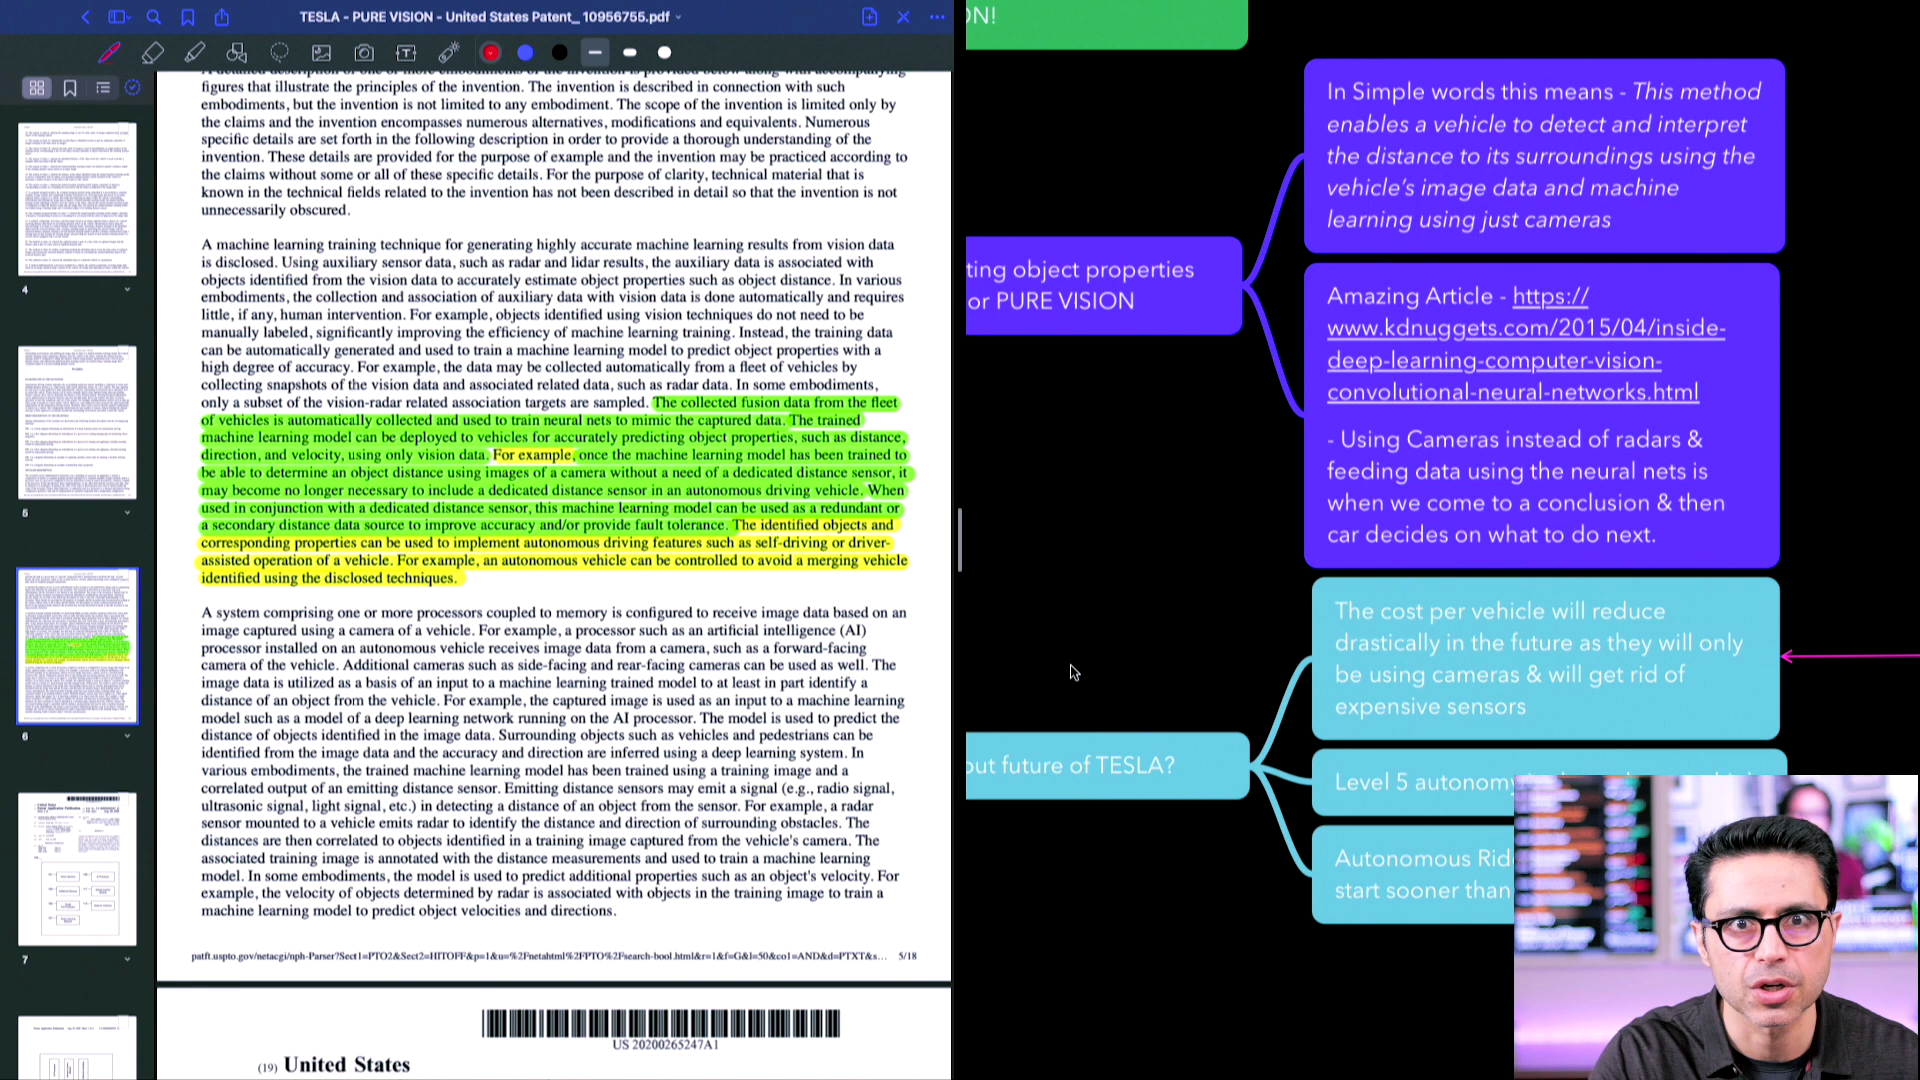 TESLA - PURE VISION - United States Patent_ 10956755.pdf
figures that illustrate the principles of the invention. The invention is described in connection with such
embodiments, but the invention is not limited to any embodiment. The scope of the invention is limited only by
the claims and the invention encompasses numerous alternatives, modifications and equivalents. Numerous
specific details are set forth in the following description in order to provide a thorough understanding of the
invention. These details are provided for the purpose of example and the invention may be practiced according to
the claims without some or all of these specific details. For the purpose of clarity, technical material that is
known in the technical fields related to the invention has not been described in detail so that the invention is not
unnecessarily obscured.
A machine learning training technique for generating highly accurate machine learning results from vision data
is disclosed. Using auxiliary sensor data, such as radar and lidar results, the auxiliary data is associated with
objects identified from the vision data to accurately estimate object properties such as object distance. In various
embodiments, the collection and association of auxiliary data with vision data is done automatically and requires
little, if any, human intervention. For example, objects identified using vision techniques do not need to be
manually labeled, significantly improving the efficiency of machine learning training. Instead, the training data
can be automatically generated and used to train a machine learning model to predict object properties with a
high degree of accuracy. For example, the data may be collected automatically from a fleet of vehicles by
collecting snapshots of the vision data and associated related data, such as radar data. In some embodiments,
only a subset of the vision-radar related association targets are sampled. The collected fusion data from the fleet
of vehicles is automatically collected and used to train neural nets to mimic the captured data. The trained
machine learning model can be deployed to vehicles for accurately predicting object properties, such as distance,
direction, and velocity, using only vision data. For example, once the machine learning model has been trained to
be able to determine an object distance using images of a camera without a need of a dedicated distance sensor, it
may become no longer necessary to include a dedicated distance sensor in an autonomous driving vehicle. When
used in conjunction with a dedicated distance sensor, this machine learning model can be used as a redundant or
a secondary distance data source to improve accuracy and/or provide fault tolerance. The identified objects and
corresponding properties can be used to implement autonomous driving features such as self-driving or driver-
assisted operation of a vehicle. For example, an autonomous vehicle can be controlled to avoid a merging vehicle
identified using the disclosed techniques.
A system comprising one or more processors coupled to memory is configured to receive image data based on an
image captured using a camera of a vehicle. For example, a processor such as an artificial intelligence (AI)
processor installed on an autonomous vehicle receives image data from a camera, such as a forward-facing
camera of the vehicle. Additional cameras such as side-facing and rear-facing cameras can be used as well. The
image data is utilized as a basis of an input to a machine learning trained model to at least in part identify a
distance of an object from the vehicle. For example, the captured image is used as an input to a machine learning
model such as a model of a deep learning network running on the AI processor. The model is used to predict the
distance of objects identified in the image data. Surrounding objects such as vehicles and pedestrians can be
identified from the image data and the accuracy and direction are inferred using a deep learning system. In
various embodiments, the trained machine learning model has been trained using a training image and a
correlated output of an emitting distance sensor. Emitting distance sensors may emit a signal (e.g., radio signal,
ultrasonic signal, light signal, etc.) in detecting a distance of an object from the sensor. For example, a radar
sensor mounted to a vehicle emits radar to identify the distance and direction of surrounding obstacles. The
distances are then correlated to objects identified in a training image captured from the vehicle's camera. The
associated training image is annotated with the distance measurements and used to train a machine learning
model. In some embodiments, the model is used to predict additional properties such as an object's velocity. For
example, the velocity of objects determined by radar is associated with objects in the training image to train a
machine learning model to predict object velocities and directions.
patft.uspto.gov/netacgi/nph-Parser?Sect1=PTO2&Sect2=HITOFF&p=1&u=%2Fnetahtml%2FPTO%2Fsearch-bool.html&r=1&f=G&l=50&co1=AND&d=PTXT&s... 5/18
US 20200265247A1
(19) United States
4
5
6
7
ON!
ting object properties
or PURE VISION
In Simple words this means - This method
enables a vehicle to detect and interpret
the distance to its surroundings using the
vehicle's image data and machine
learning using just cameras
Amazing Article - https://
www.kdnuggets.com/2015/04/inside-
deep-learning-computer-vision-
convolutional-neural-networks.html
- Using Cameras instead of radars &
feeding data using the neural nets is
when we come to a conclusion & then
car decides on what to do next.
out future of TESLA?
The cost per vehicle will reduce
drastically in the future as they will only
be using cameras & will get rid of
expensive sensors
Level 5 autonomy
Autonomous Rid
start sooner than